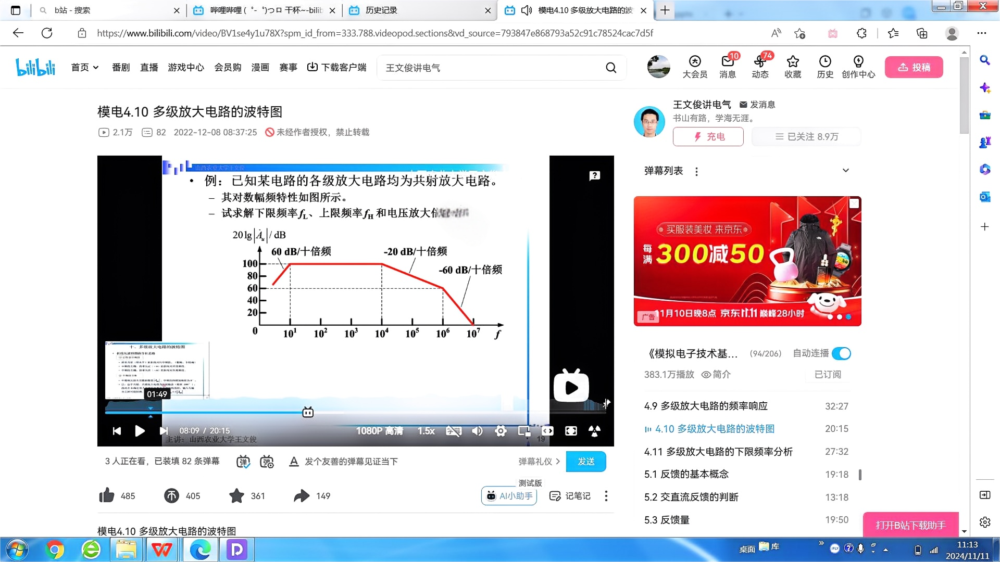 b站 - 搜索
哔哩哔哩 (゜-゜)つロ 干杯~-bilib
历史记录
模电4.10 多级放大电路的波
https://www.bilibili.com/video/BV1se4y1u78X?spm_id_from=333.788.videopod.sections&vd_source=793847e868793a52c91c78524cac7d5f
bilibili
首页 番剧 直播 游戏中心 会员购 漫画 赛事 下载客户端
王文俊讲电气
大会员
10
消息
74
动态
收藏
历史
创作中心
投稿
模电4.10 多级放大电路的波特图
2.1万 82 2022-12-08 08:37:25 未经作者授权，禁止转载
王文俊讲电气 发消息
书山有路，学海无涯。
充电
已关注 8.9万
山西农业大学王文俊
• 例：已知某电路的各级放大电路均为共射放大电路。
– 其对数幅频特性如图所示。
– 试求解下限频率fL、上限频率fH 和电压放大倍
20lg|Au|/ dB
60 dB/十倍频
-20 dB/十倍频
-60 dB/十倍频
100
80
60
40
20
0
10¹ 10² 10³ 10⁴ 10⁵ 10⁶ 10⁷ f
十、多级放大电路的波特图
01:49
08:09 / 20:15
1080P 高清 1.5x
主讲：山西农业大学王文俊
19
3 人正在看，已装填 82 条弹幕
发个友善的弹幕见证当下
弹幕礼仪 >
发送
485
405
361
149
测试版
AI小助手
记笔记
模电4.10 多级放大电路的波特图
弹幕列表
买服装美妆 来京东
每满300减50
11月10日晚8点 京东11.11 巅峰28小时
广告
《模拟电子技术基... （94/206） 自动连播
383.1万播放 简介 已订阅
4.9 多级放大电路的频率响应 32:27
4.10 多级放大电路的波特图 20:15
4.11 多级放大电路的下限频率分析 27:32
5.1 反馈的基本概念 19:18
5.2 交直流反馈的判断 13:18
5.3 反馈量 19:50
打开B站下载助手
桌面 库
11:13
2024/11/11